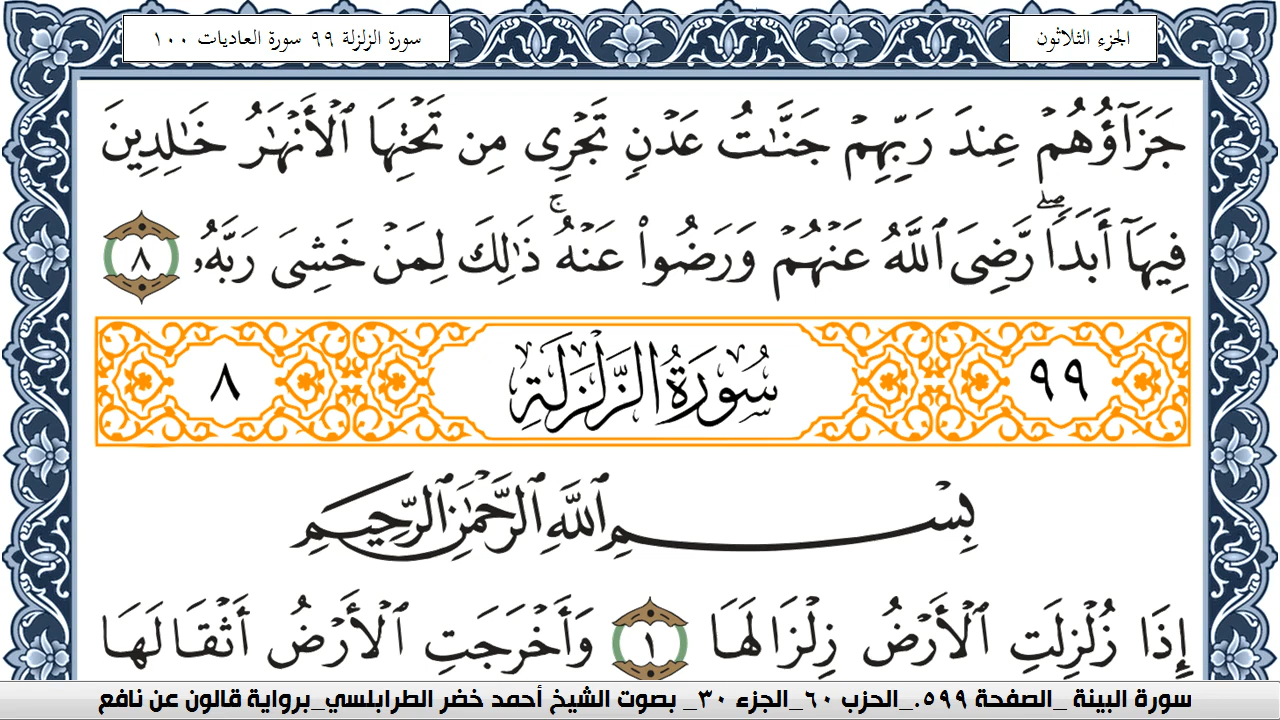 الجزء الثلاثون
سورة الزلزلة ٩٩ سورة العاديات ١٠٠
جَزَآؤُهُمۡ عِندَ رَبِّهِمۡ جَنَّٰتُ عَدۡنٍ تَجۡرِي مِن تَحۡتِهَا ٱلۡأَنۡهَٰرُ خَٰلِدِينَ
فِيهَآ أَبَدٗاۖ رَّضِيَ ٱللَّهُ عَنۡهُمۡ وَرَضُواْ عَنۡهُۚ ذَٰلِكَ لِمَنۡ خَشِيَ رَبَّهُۥ ٨
٩٩ سُورَةُ الزَّلۡزَلَةِ ٨
بِسۡمِ ٱللَّهِ ٱلرَّحۡمَٰنِ ٱلرَّحِيمِ
إِذَا زُلۡزِلَتِ ٱلۡأَرۡضُ زِلۡزَالَهَا ١ وَأَخۡرَجَتِ ٱلۡأَرۡضُ أَثۡقَالَهَا
سورة البينة _الصفحة ٥٩٩._الحزب ٦٠_الجزء ٣٠_ بصوت الشيخ أحمد خضر الطرابلسي_برواية قالون عن نافع